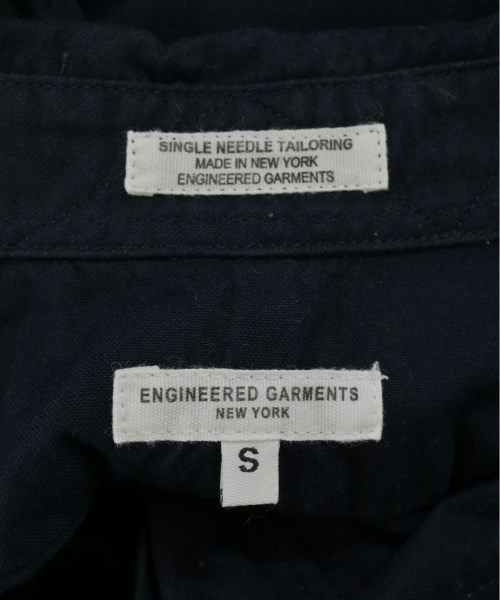 SINGLE NEEDLE TAILORING
MADE IN NEW YORK
ENGINEERED GARMENTS
ENGINEERED GARMENTS
NEW YORK
S